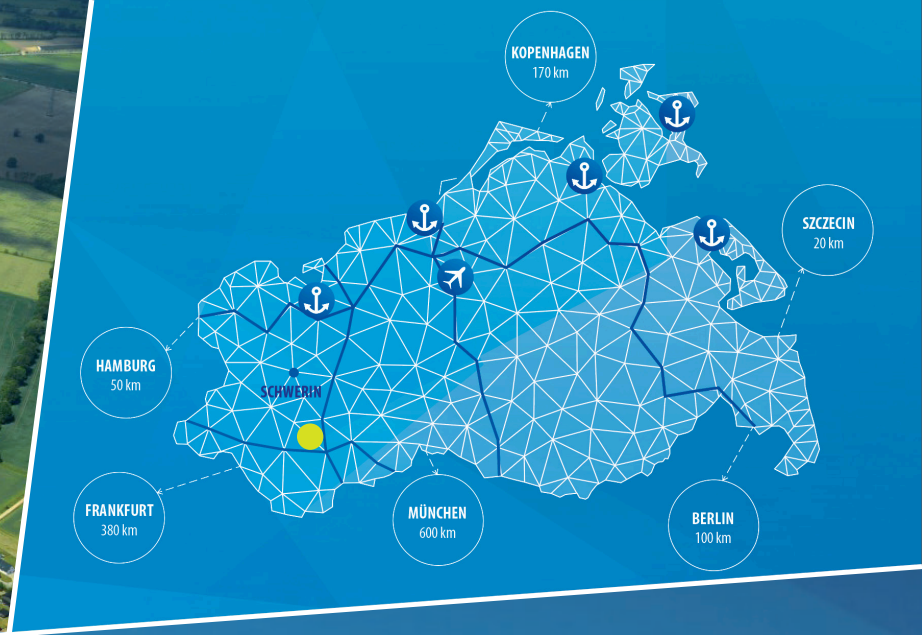 KOPENHAGEN
170 km
SZCZECIN
20 km
HAMBURG
50 km
SCHWERIN
FRANKFURT
380 km
MÜNCHEN
600 km
BERLIN
100 km